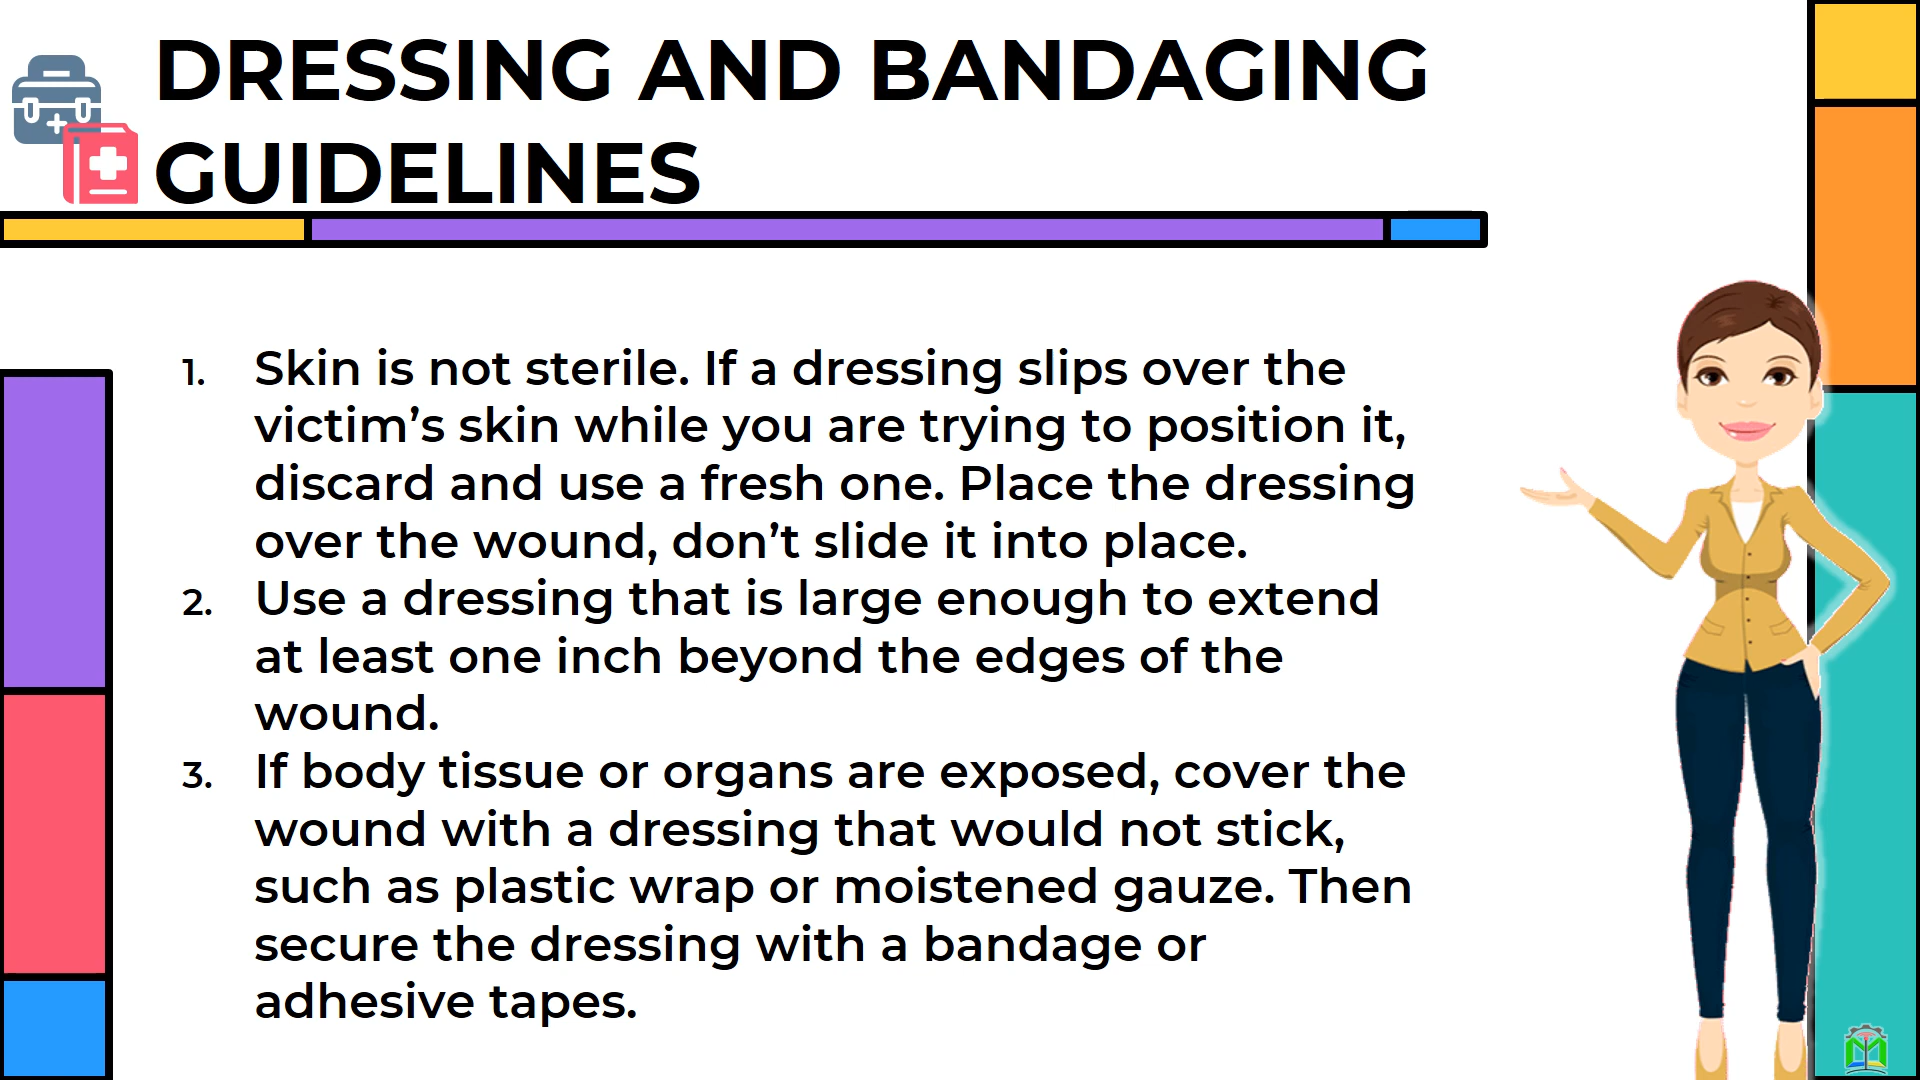 DRESSING AND BANDAGING
GUIDELINES
1. Skin is not sterile. If a dressing slips over the
victim’s skin while you are trying to position it,
discard and use a fresh one. Place the dressing
over the wound, don’t slide it into place.
2. Use a dressing that is large enough to extend
at least one inch beyond the edges of the
wound.
3. If body tissue or organs are exposed, cover the
wound with a dressing that would not stick,
such as plastic wrap or moistened gauze. Then
secure the dressing with a bandage or
adhesive tapes.